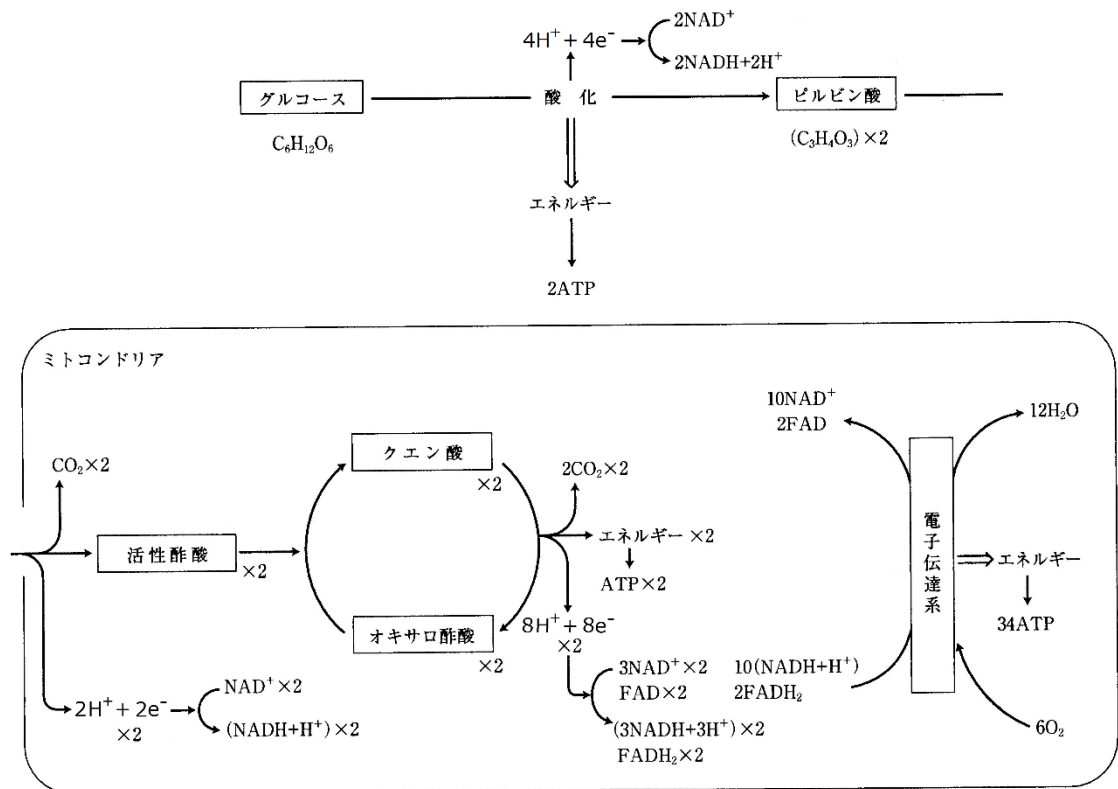 2NAD⁺
4H⁺ + 4e⁻
2NADH+2H⁺
グルコース
酸化
ピルビン酸
C₆H₁₂O₆
(C₃H₄O₃)×2
エネルギー
2ATP
ミトコンドリア
10NAD⁺
2FAD
12H₂O
クエン酸
×2
CO₂×2
2CO₂×2
活性酢酸
×2
エネルギー ×2
ATP×2
電子伝達系
エネルギー
34ATP
オキサロ酢酸
×2
8H⁺ + 8e⁻
×2
3NAD⁺×2
FAD×2
10(NADH+H⁺)
2FADH₂
NAD⁺×2
2H⁺ + 2e⁻
×2
(NADH+H⁺)×2
(3NADH+3H⁺)×2
FADH₂×2
6O₂